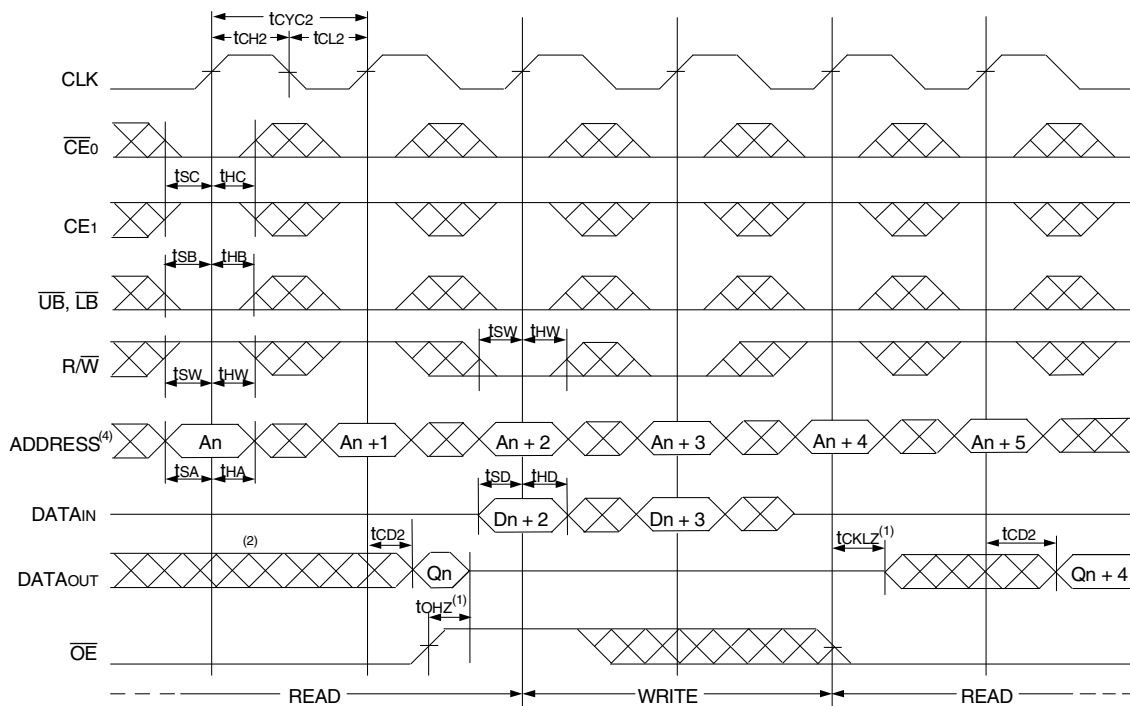 tCYC2
tCH2 tCL2
CLK
CE0
tSC tHC
CE1
tSB tHB
UB, LB
tSW tHW
R/W
tSW tHW
ADDRESS(4) An An +1 An + 2 An + 3 An + 4 An + 5
tSA tHA
tSD tHD
DATAIN Dn + 2 Dn + 3
tCD2 tCKLZ(1) tCD2
(2)
DATAOUT Qn Qn + 4
tOHZ(1)
OE
READ WRITE READ